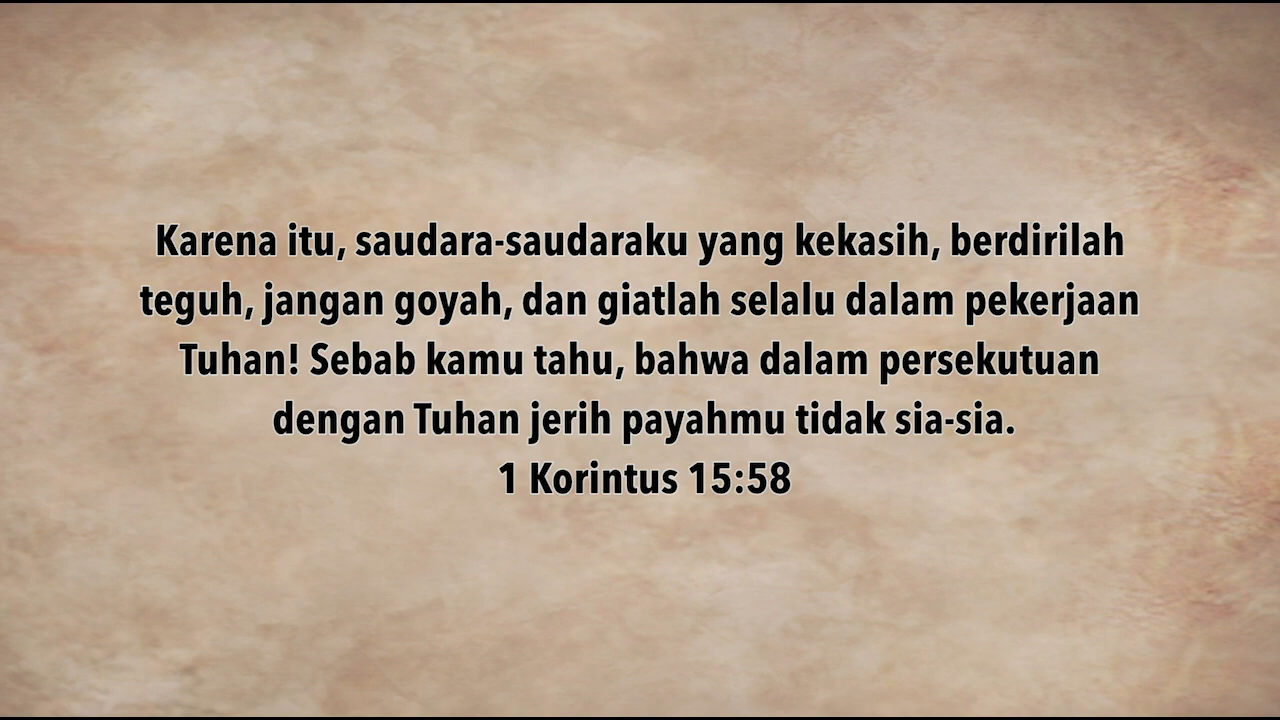 Karena itu, saudara-saudaraku yang kekasih, berdirilah
teguh, jangan goyah, dan giatlah selalu dalam pekerjaan
Tuhan! Sebab kamu tahu, bahwa dalam persekutuan
dengan Tuhan jerih payahmu tidak sia-sia.
1 Korintus 15:58